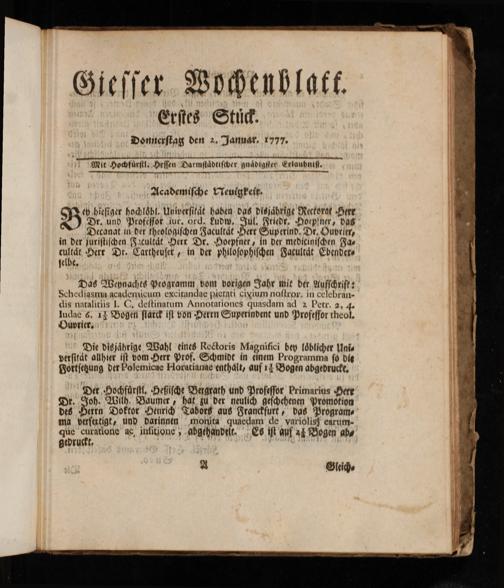 Giesser Wochenblatt.
Erstes Stück.
Donnerstag den 2. Januar. 1777.
Mit Hochfürstl. Hessen Darmstädtischer gnädigster Erlaubniß.
Academische Neuigkeit.
Bey hiesiger hochlöbl. Universität haben das diesjährige Rectorat Herr
Dr. und Professor iur. ord. Ludw. Jul. Friedr. Hoepfner, das
Decanat in der theologischen Facultät Herr Superind. Dr. Ouvrier,
in der juristischen Facultät Herr Dr. Hoepfner, in der medicinischen Fa-
cultät Herr Dr. Cartheuser, in der philosophischen Facultät Ebender-
selbe.
Das Weynachts Programm vom vorigen Jahr mit der Aufschrift:
Schediasma academicum excitandae pietati civium nostror. in celebran-
dis natalitiis I. C. destinatum Annotationes quasdam ad 2 Petr. 2, 4.
Iudae 6. 1½ Bogen starck ist von Herrn Superindent und Professor theol.
Ouvrier.
Die diesjährige Wahl eines Rectoris Magnifici bey löblicher Uni-
versität allhier ist vom Herr Prof. Schmidt in einem Programma so die
Fortsetzung der Polemicae Horatianae enthält, auf 1½ Bogen abgedruckt.
Der Hochfürstl. Hessische Bergrath und Professor Primarius Herr
Dr. Joh. Wilh. Baumer, hat zu der neulich geschehenen Promotion
des Herrn Doktor Henrich Tabors aus Franckfurt, das Program-
ma verfertigt, und darinnen monita quaedam de variolis earum-
que curatione ac insitione, abgehandelt. Es ist auf 2½ Bogen ab-
gedruckt.
A Gleich-